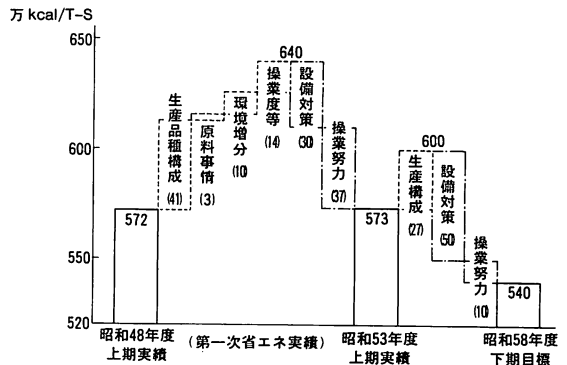 万 kcal/T-S
650
600
550
520
640
600
生産品種構成
(41)
原料事情
(3)
環境増分
(10)
操業度等
(14)
設備対策
(30)
操業努力
(37)
生産構成
(27)
設備対策
(50)
操業努力
(10)
572
573
540
昭和48年度
上期実績
(第一次省エネ実績)
昭和53年度
上期実績
昭和58年度
下期目標